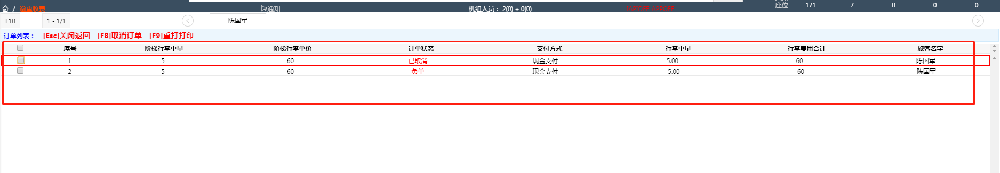 座位 171 7 0 0 0
/ 逾重收费 通知 机组人员： 2(0) + 0(0)
F10 1 - 1/1 陈国军
订单列表： [Esc]关闭返回 [F8]取消订单 [F9]重打打印
序号 阶梯行李重量 阶梯行李单价 订单状态 支付方式 行李重量 行李费用合计 旅客名字
1 5 60 已取消 现金支付 5.00 60 陈国军
2 5 60 负单 现金支付 -5.00 -60 陈国军